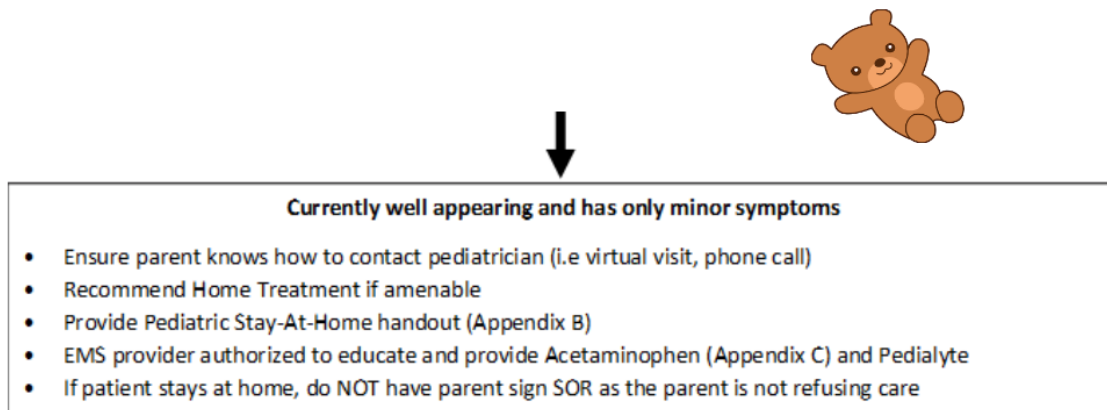 Currently well appearing and has only minor symptoms
• Ensure parent knows how to contact pediatrician (i.e virtual visit, phone call)
• Recommend Home Treatment if amenable
• Provide Pediatric Stay-At-Home handout (Appendix B)
• EMS provider authorized to educate and provide Acetaminophen (Appendix C) and Pedialyte
• If patient stays at home, do NOT have parent sign SOR as the parent is not refusing care